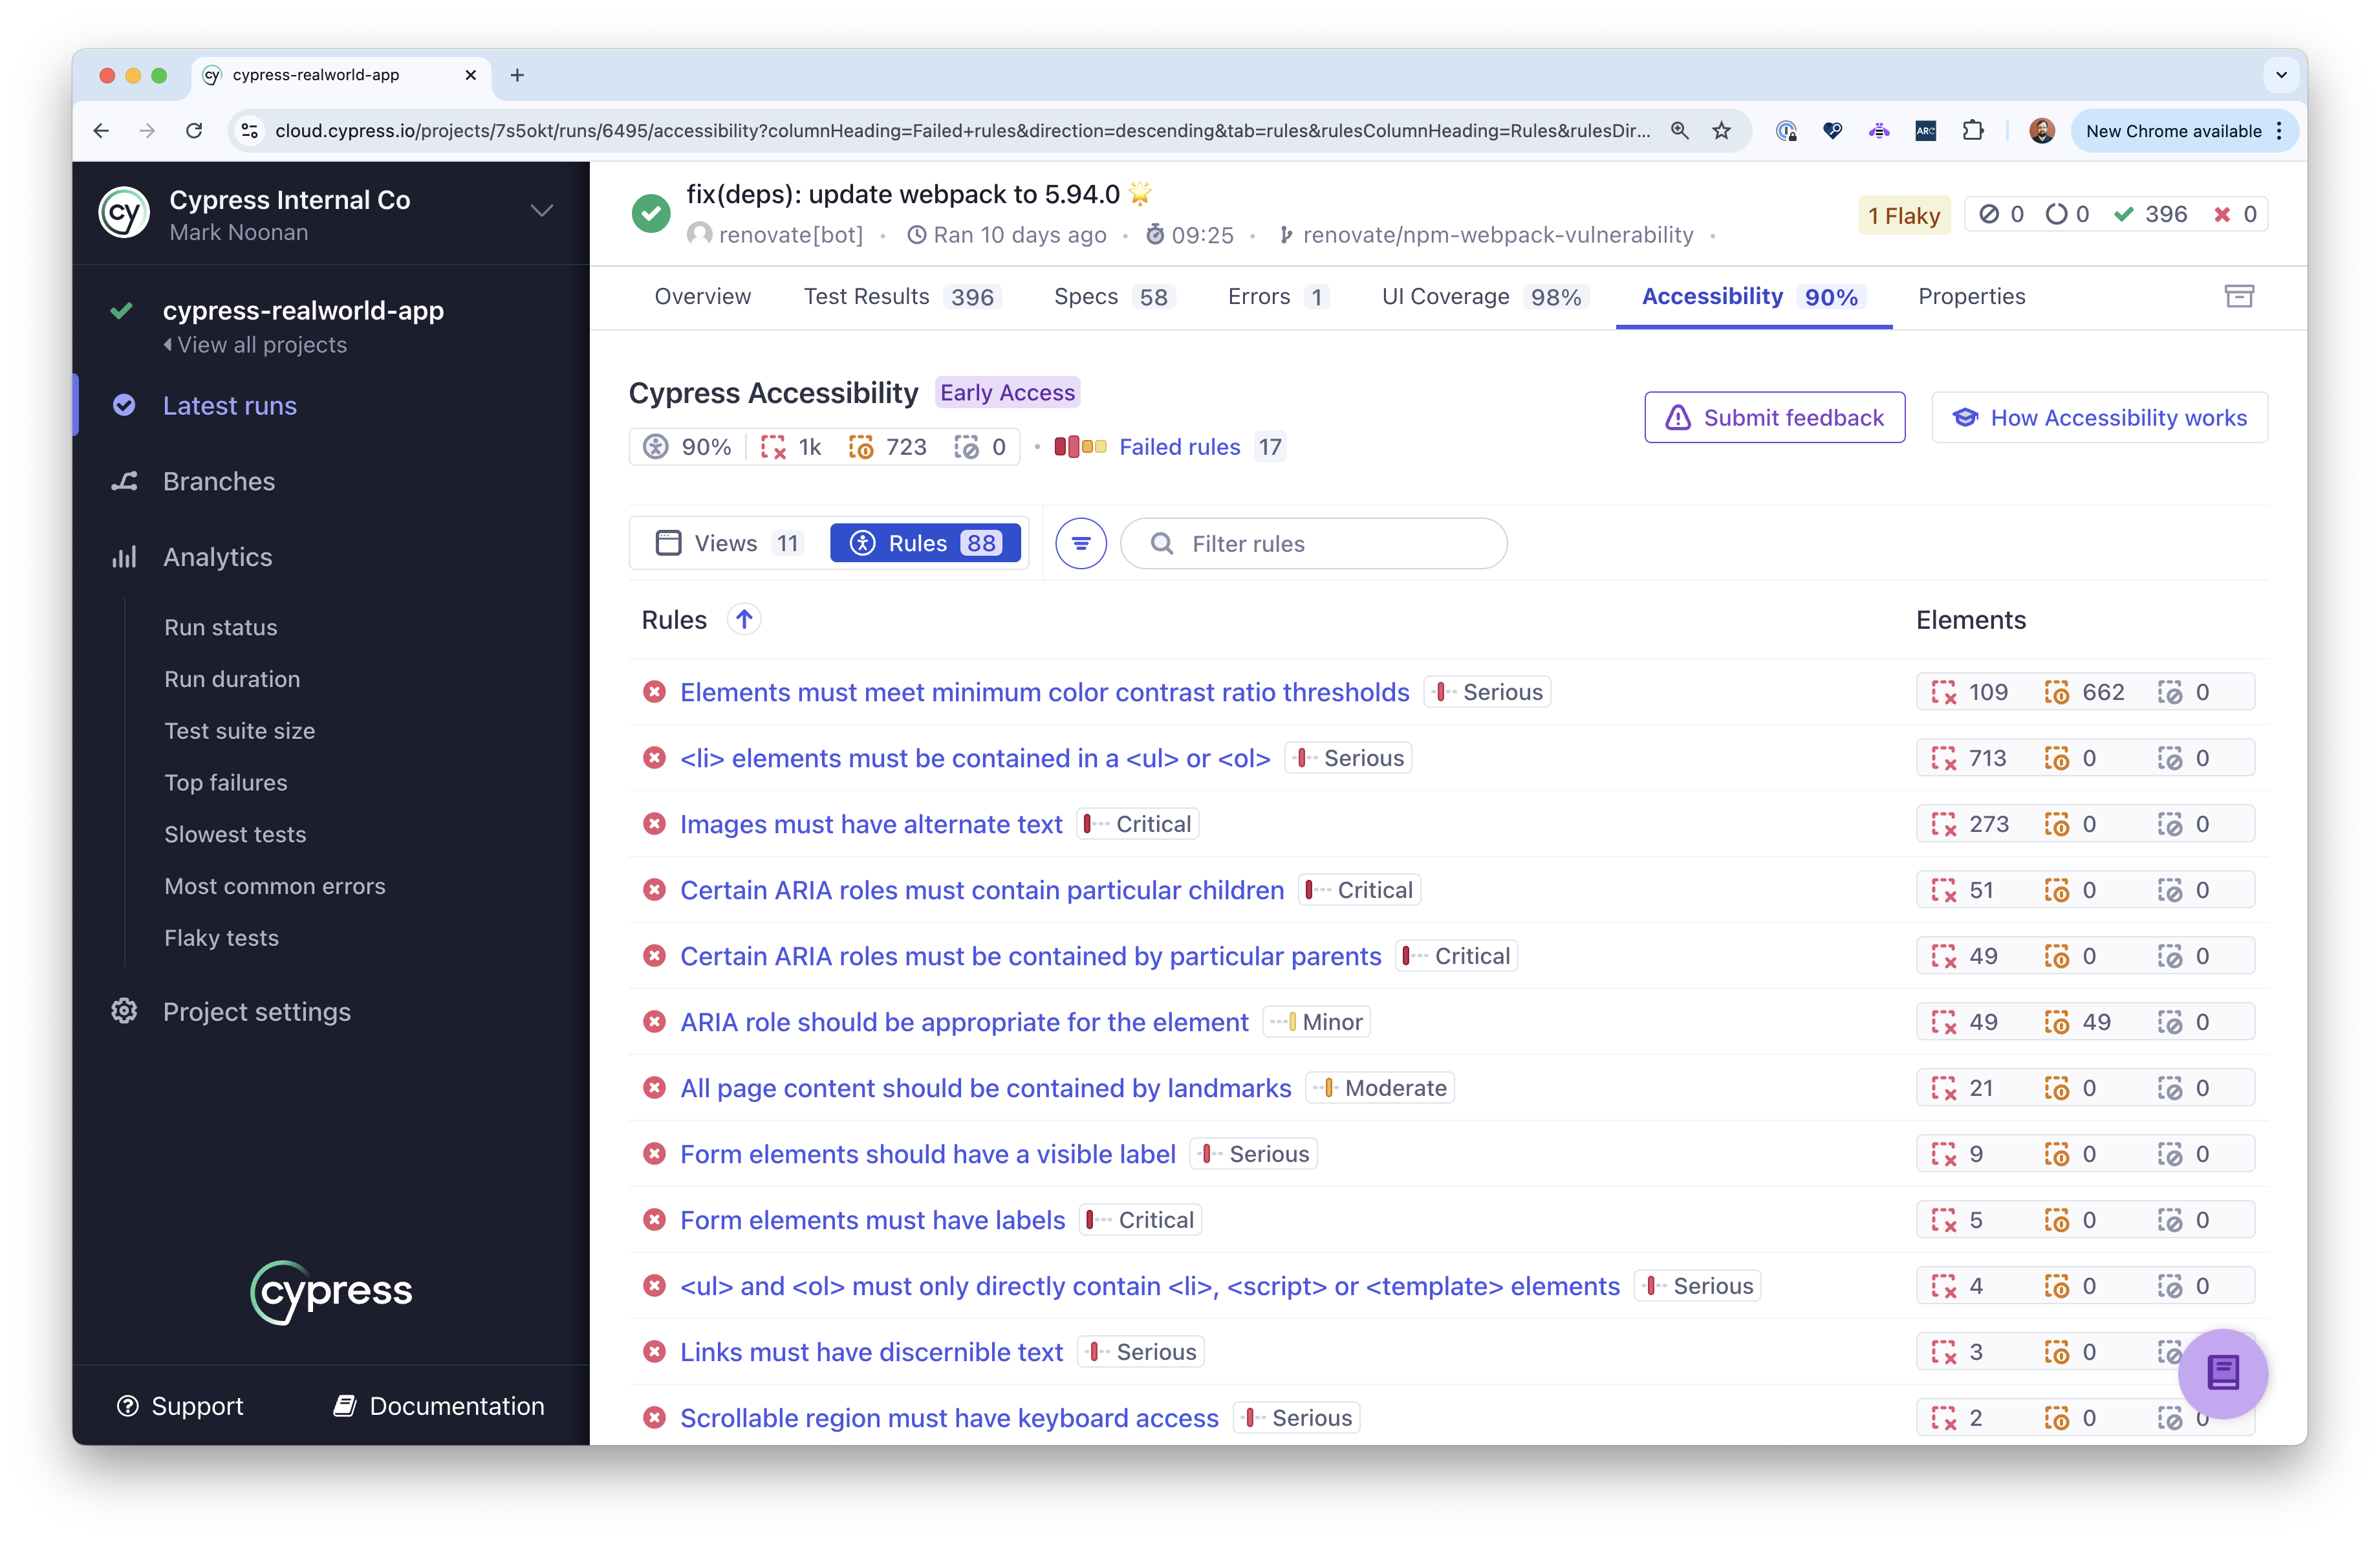 cypress-realworld-app
cloud.cypress.io/projects/7s5okt/runs/6495/accessibility?columnHeading=Failed+rules&direction=descending&tab=rules&rulesColumnHeading=Rules&rulesDir...
ARC
New Chrome available
cy
Cypress Internal Co
Mark Noonan
cypress-realworld-app
View all projects
Latest runs
Branches
Analytics
Run status
Run duration
Test suite size
Top failures
Slowest tests
Most common errors
Flaky tests
Project settings
cypress
Support
Documentation
fix(deps): update webpack to 5.94.0 🌟
renovate[bot] · Ran 10 days ago · 09:25 · renovate/npm-webpack-vulnerability ·
1 Flaky 0 0 396 0
Overview Test Results 396 Specs 58 Errors 1 UI Coverage 98% Accessibility 90% Properties
Cypress Accessibility Early Access
90% 1k 723 0 · Failed rules 17
Submit feedback
How Accessibility works
Views 11 Rules 88 Filter rules
Rules Elements
Elements must meet minimum color contrast ratio thresholds Serious 109 662 0
<li> elements must be contained in a <ul> or <ol> Serious 713 0 0
Images must have alternate text Critical 273 0 0
Certain ARIA roles must contain particular children Critical 51 0 0
Certain ARIA roles must be contained by particular parents Critical 49 0 0
ARIA role should be appropriate for the element Minor 49 49 0
All page content should be contained by landmarks Moderate 21 0 0
Form elements should have a visible label Serious 9 0 0
Form elements must have labels Critical 5 0 0
<ul> and <ol> must only directly contain <li>, <script> or <template> elements Serious 4 0 0
Links must have discernible text Serious 3 0
Scrollable region must have keyboard access Serious 2 0 0